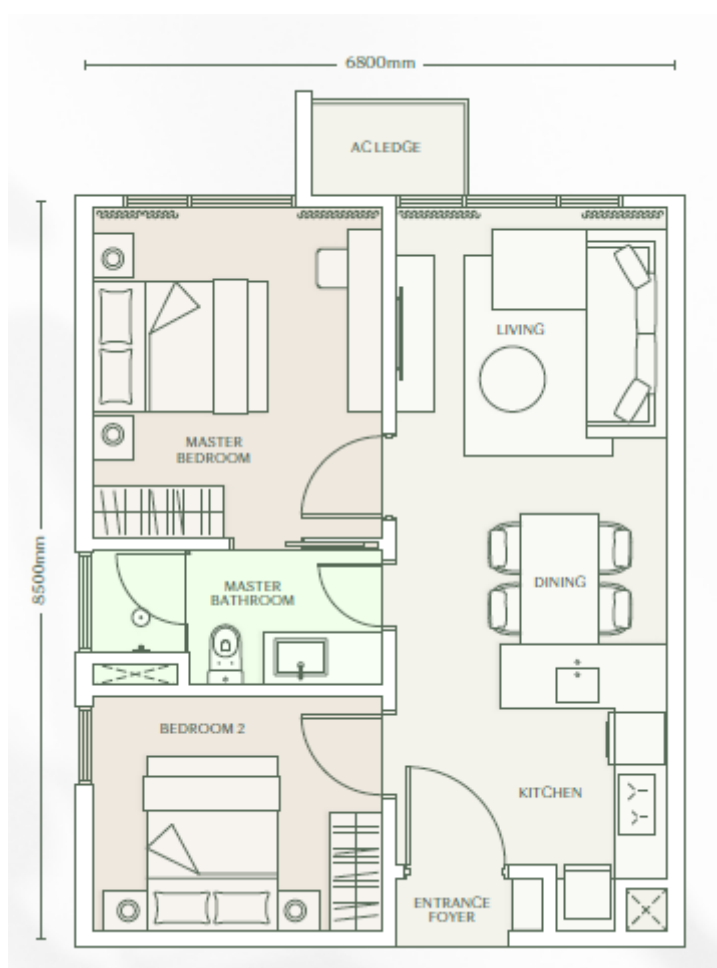 6800mm
AC LEDGE
LIVING
MASTER
BEDROOM
8500mm
DINING
MASTER
BATHROOM
BEDROOM 2
KITCHEN
ENTRANCE
FOYER